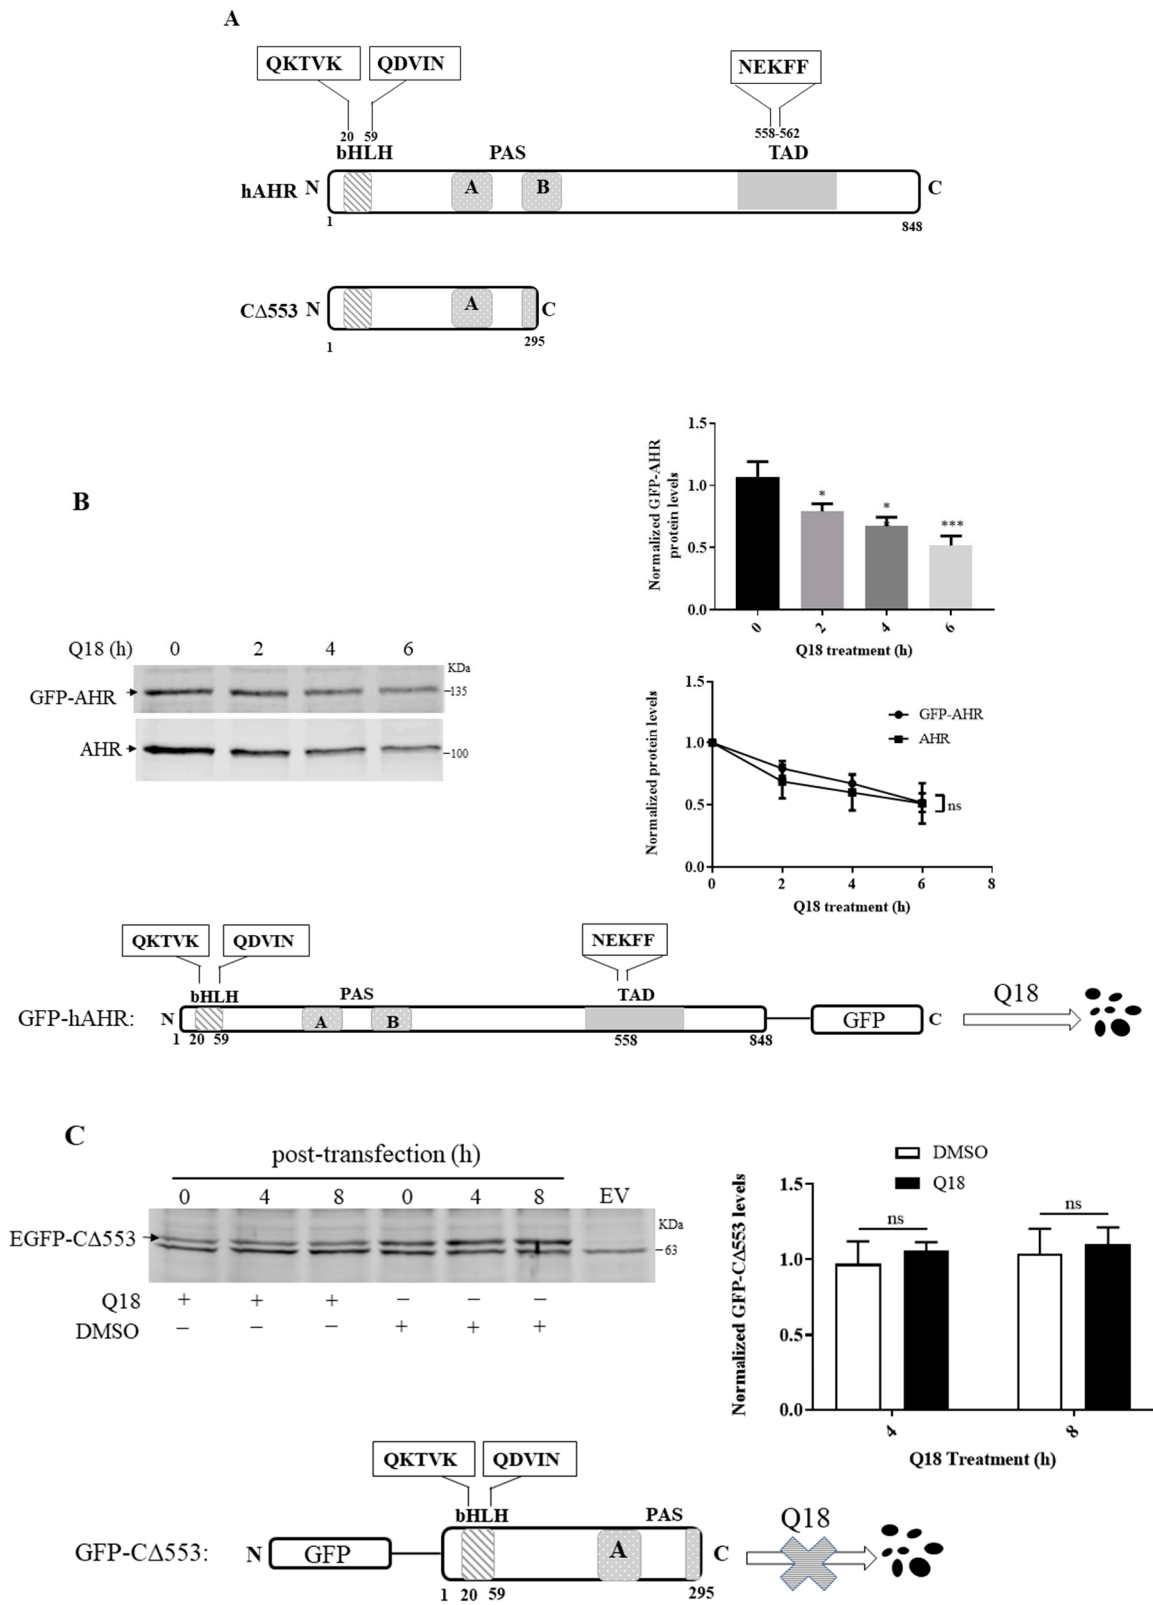 A
QKTVK QDVIN NEKFF
20 59 558-562
bHLH PAS TAD
hAHR N A B C
1 848
CΔ553 N A C
1 295
B
Q18 (h) 0 2 4 6
KDa
GFP-AHR 135
AHR 100
Normalized GFP-AHR
protein levels
1.5
1.0
0.5
0.0
* * * ***
0 2 4 6
Q18 treatment (h)
Normalized protein levels
1.5
1.0
0.5
0.0
GFP-AHR
AHR
ns
0 2 4 6 8
Q18 treatment (h)
QKTVK QDVIN NEKFF
bHLH PAS TAD
GFP-hAHR: N A B GFP C
1 20 59 558 848
Q18
C
post-transfection (h)
0 4 8 0 4 8 EV
KDa
EGFP-CΔ553 63
Q18 + + + – – –
DMSO – – – + + +
Normalized GFP-CΔ553 levels
DMSO
Q18
1.5
1.0
0.5
0.0
ns ns
4 8
Q18 Treatment (h)
QKTVK QDVIN
bHLH PAS
GFP-CΔ553: N GFP A C
1 20 59 295
Q18